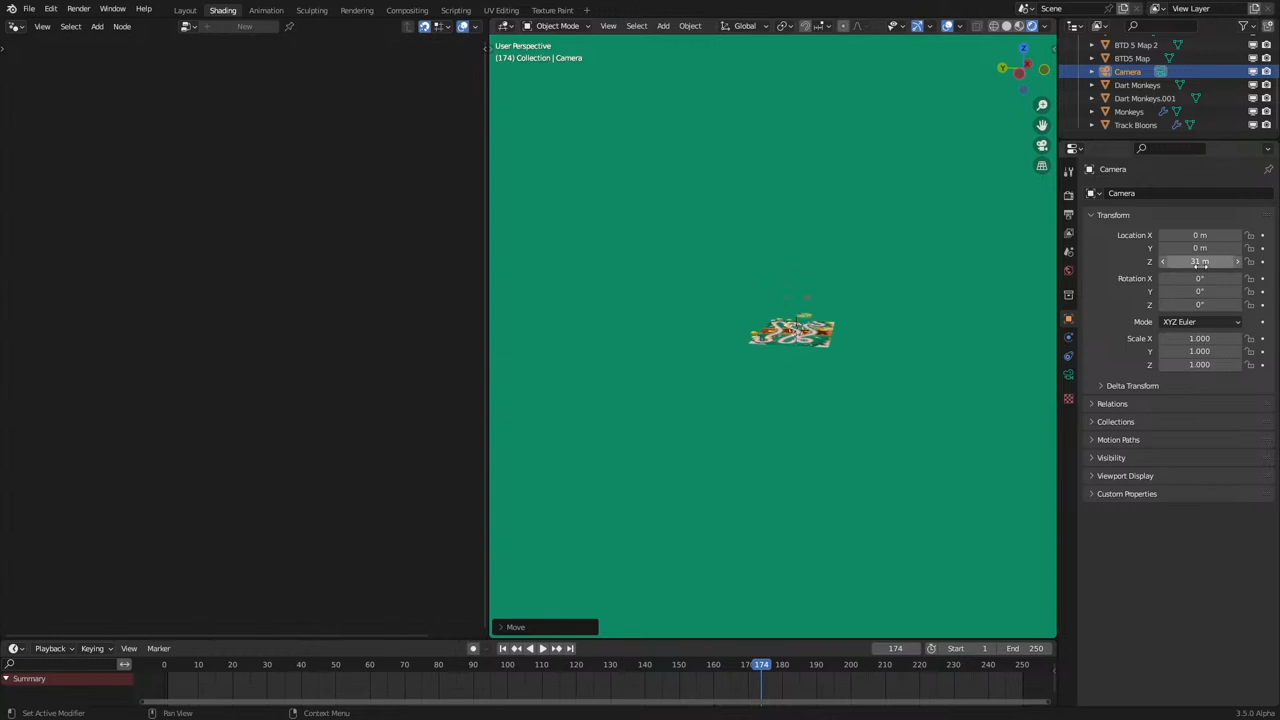 File Edit Render Window Help Layout Shading Animation Sculpting Rendering Compositing Scripting UV Editing Texture Paint + Scene View Layer
View Select Add Node New Object Mode View Select Add Object Global
User Perspective
(174) Collection | Camera
Z
Y
X
BTD 5 Map 2
BTD5 Map
Camera
Dart Monkeys
Dart Monkeys.001
Monkeys
Track Bloons
Camera
Camera
Transform
Location X 0 m
Y 0 m
Z 31 m
Rotation X 0°
Y 0°
Z 0°
Mode XYZ Euler
Scale X 1.000
Y 1.000
Z 1.000
Delta Transform
Relations
Collections
Motion Paths
Visibility
Viewport Display
Custom Properties
Move
Playback Keying View Marker 174 Start 1 End 250
0 10 20 30 40 50 60 70 80 90 100 110 120 130 140 150 160 174 180 190 200 210 220 230 240 250
Summary
Set Active Modifier Pan View Context Menu 3.5.0 Alpha